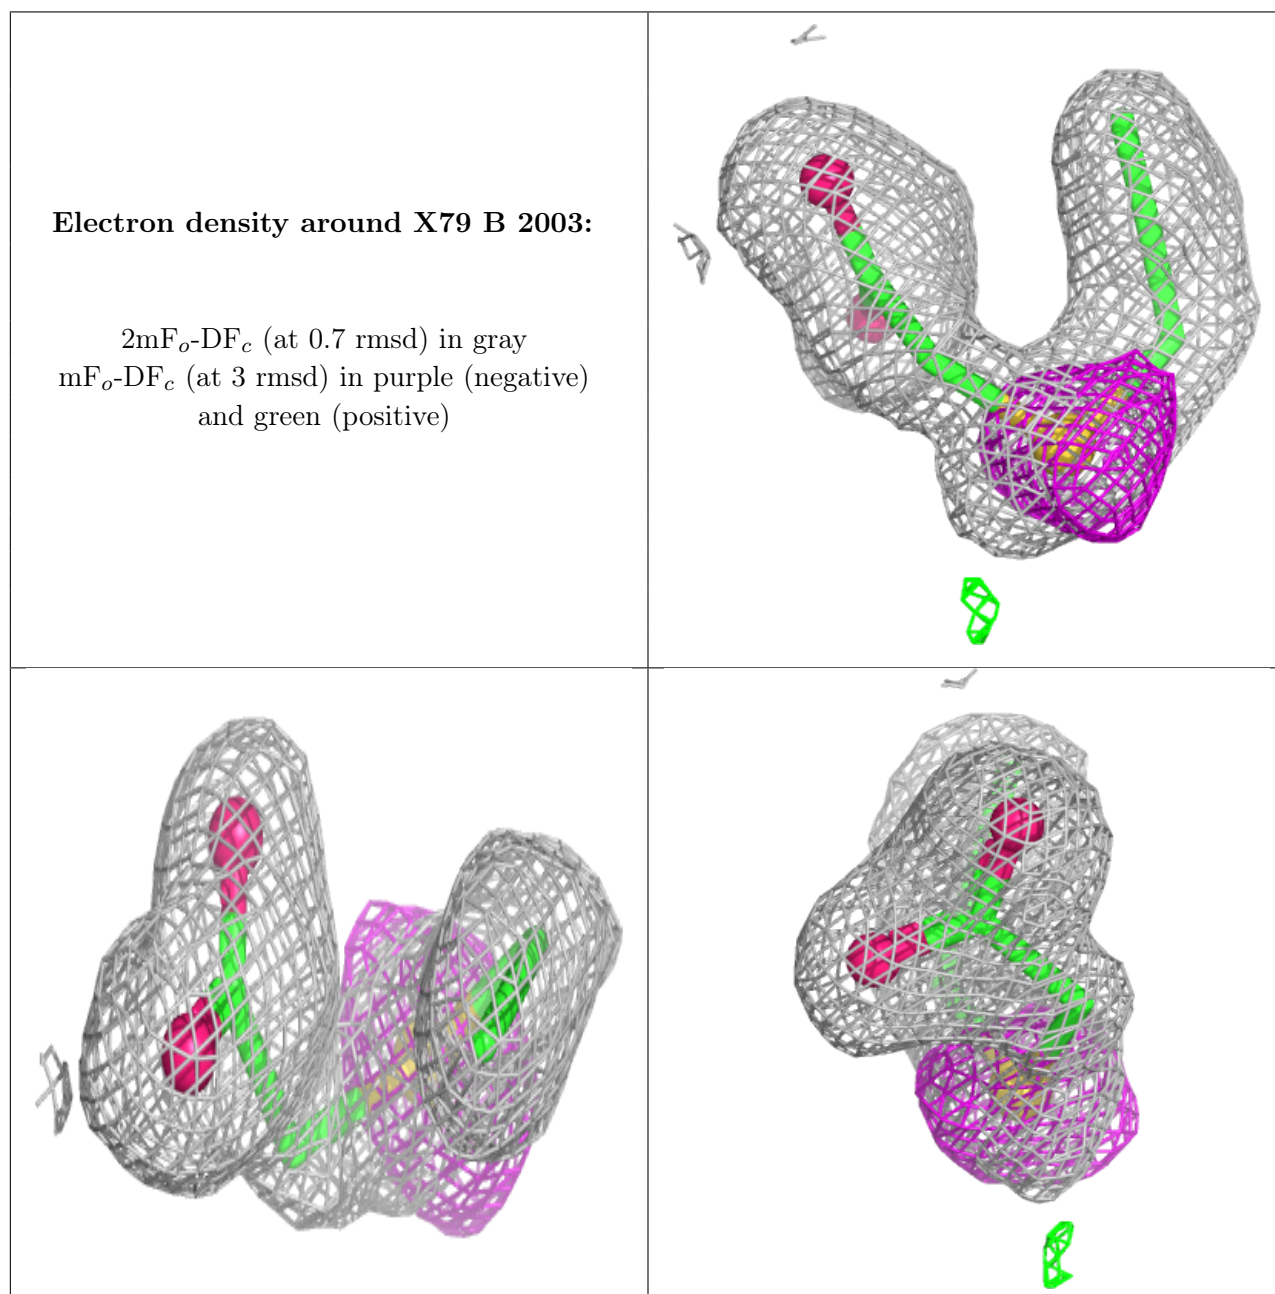 Electron density around X79 B 2003:
2mFo-DFc (at 0.7 rmsd) in gray
mFo-DFc (at 3 rmsd) in purple (negative)
and green (positive)